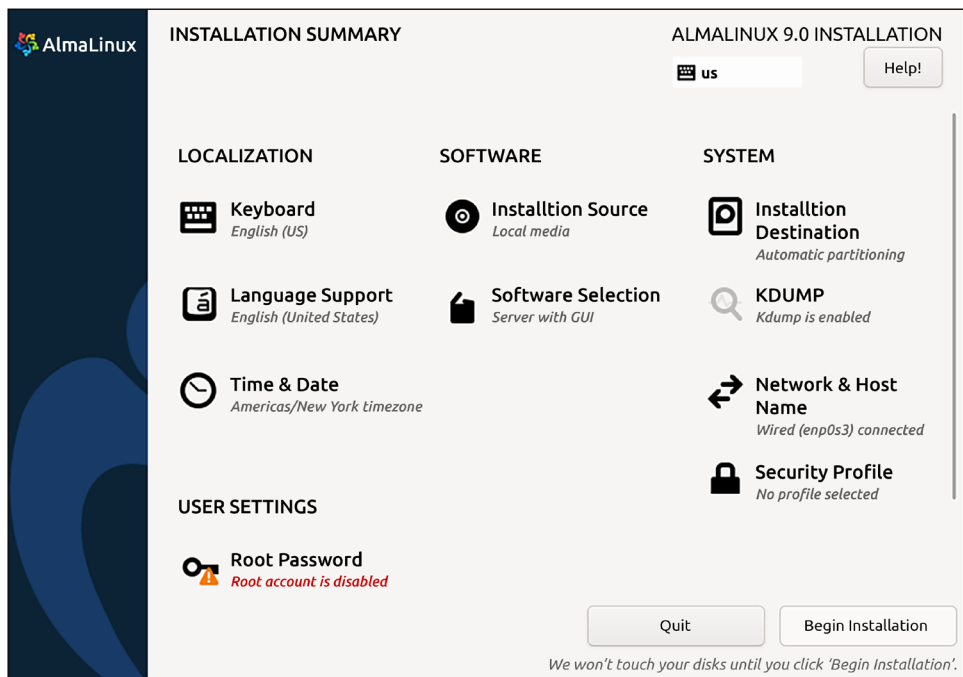 AlmaLinux
INSTALLATION SUMMARY
ALMALINUX 9.0 INSTALLATION
us
Help!
LOCALIZATION
Keyboard
English (US)
Language Support
English (United States)
Time & Date
Americas/New York timezone
SOFTWARE
Installtion Source
Local media
Software Selection
Server with GUI
SYSTEM
Installtion
Destination
Automatic partitioning
KDUMP
Kdump is enabled
Network & Host
Name
Wired (enp0s3) connected
Security Profile
No profile selected
USER SETTINGS
Root Password
Root account is disabled
Quit
Begin Installation
We won't touch your disks until you click ‘Begin Installation’.